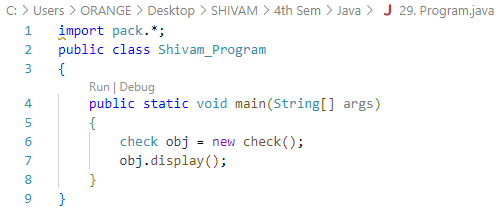 C: > Users > ORANGE > Desktop > SHIVAM > 4th Sem > Java > J 29. Program.java
1 import pack.*;
2 public class Shivam_Program
3 {
Run | Debug
4 public static void main(String[] args)
5 {
6 check obj = new check();
7 obj.display();
8 }
9 }